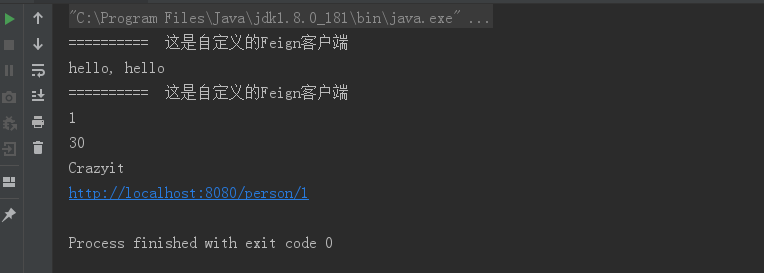 "C:\Program Files\Java\jdk1.8.0_181\bin\java.exe" ...
==========  这是自定义的Feign客户端
hello, hello
==========  这是自定义的Feign客户端
1
30
Crazyit
http://localhost:8080/person/1
Process finished with exit code 0